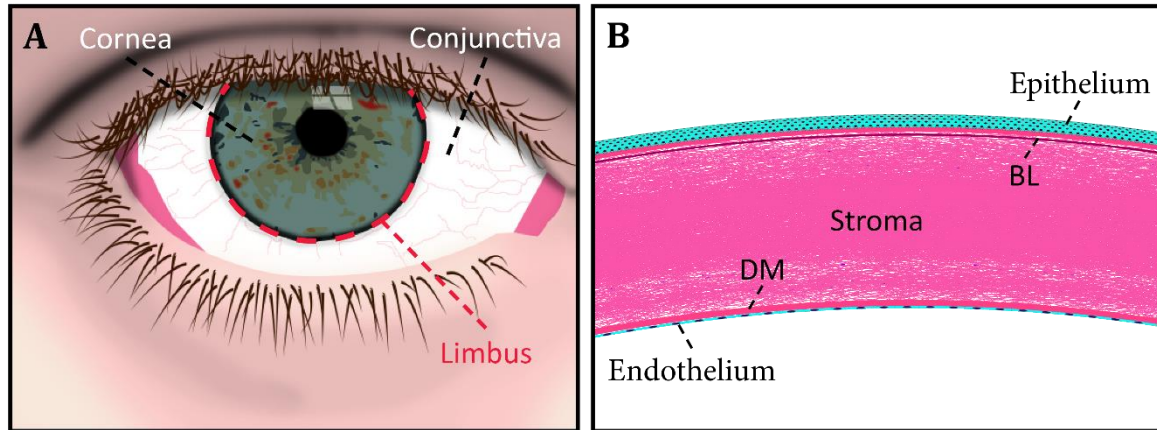 A
Cornea
Conjunctiva
Limbus
B
Epithelium
BL
Stroma
DM
Endothelium